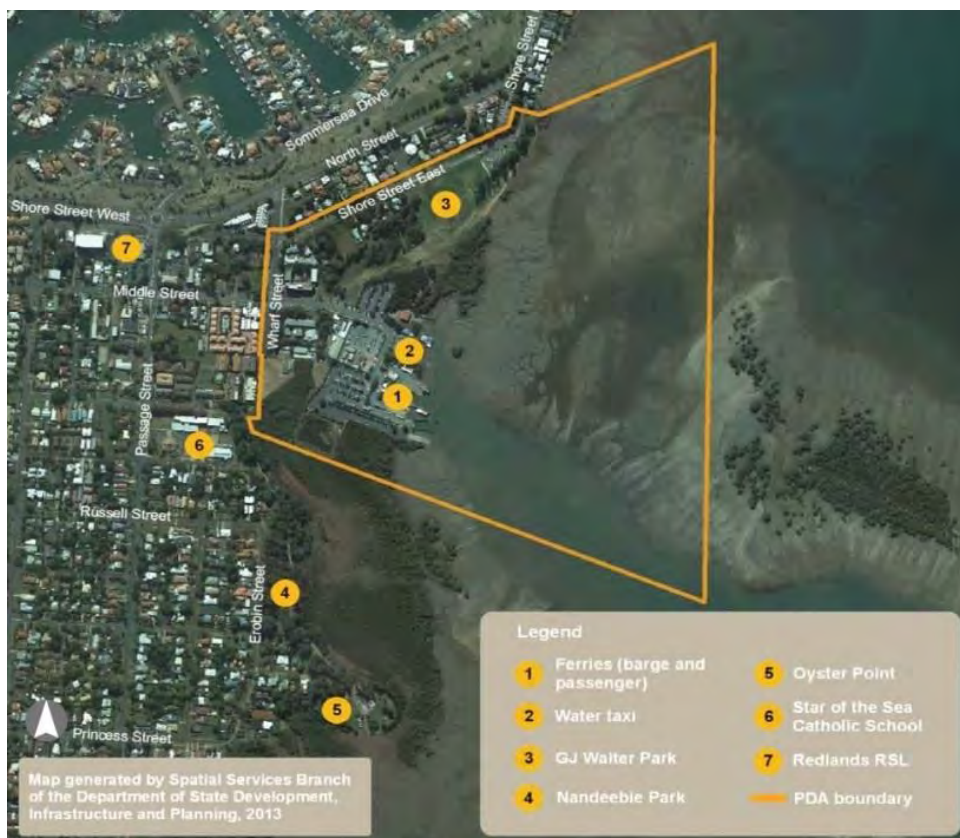 Shore Street
Sommersea Drive
North Street
Shore Street East
Shore Street West
3
7
Middle Street
Wharf Street
2
1
Passage Street
6
Russell Street
Erobin Street
4
5
Princess Street
Map generated by Spatial Services Branch
of the Department of State Development,
Infrastructure and Planning, 2013
Legend
1 Ferries (barge and
passenger)
2 Water taxi
3 GJ Walter Park
4 Nandeebie Park
5 Oyster Point
6 Star of the Sea
Catholic School
7 Redlands RSL
PDA boundary